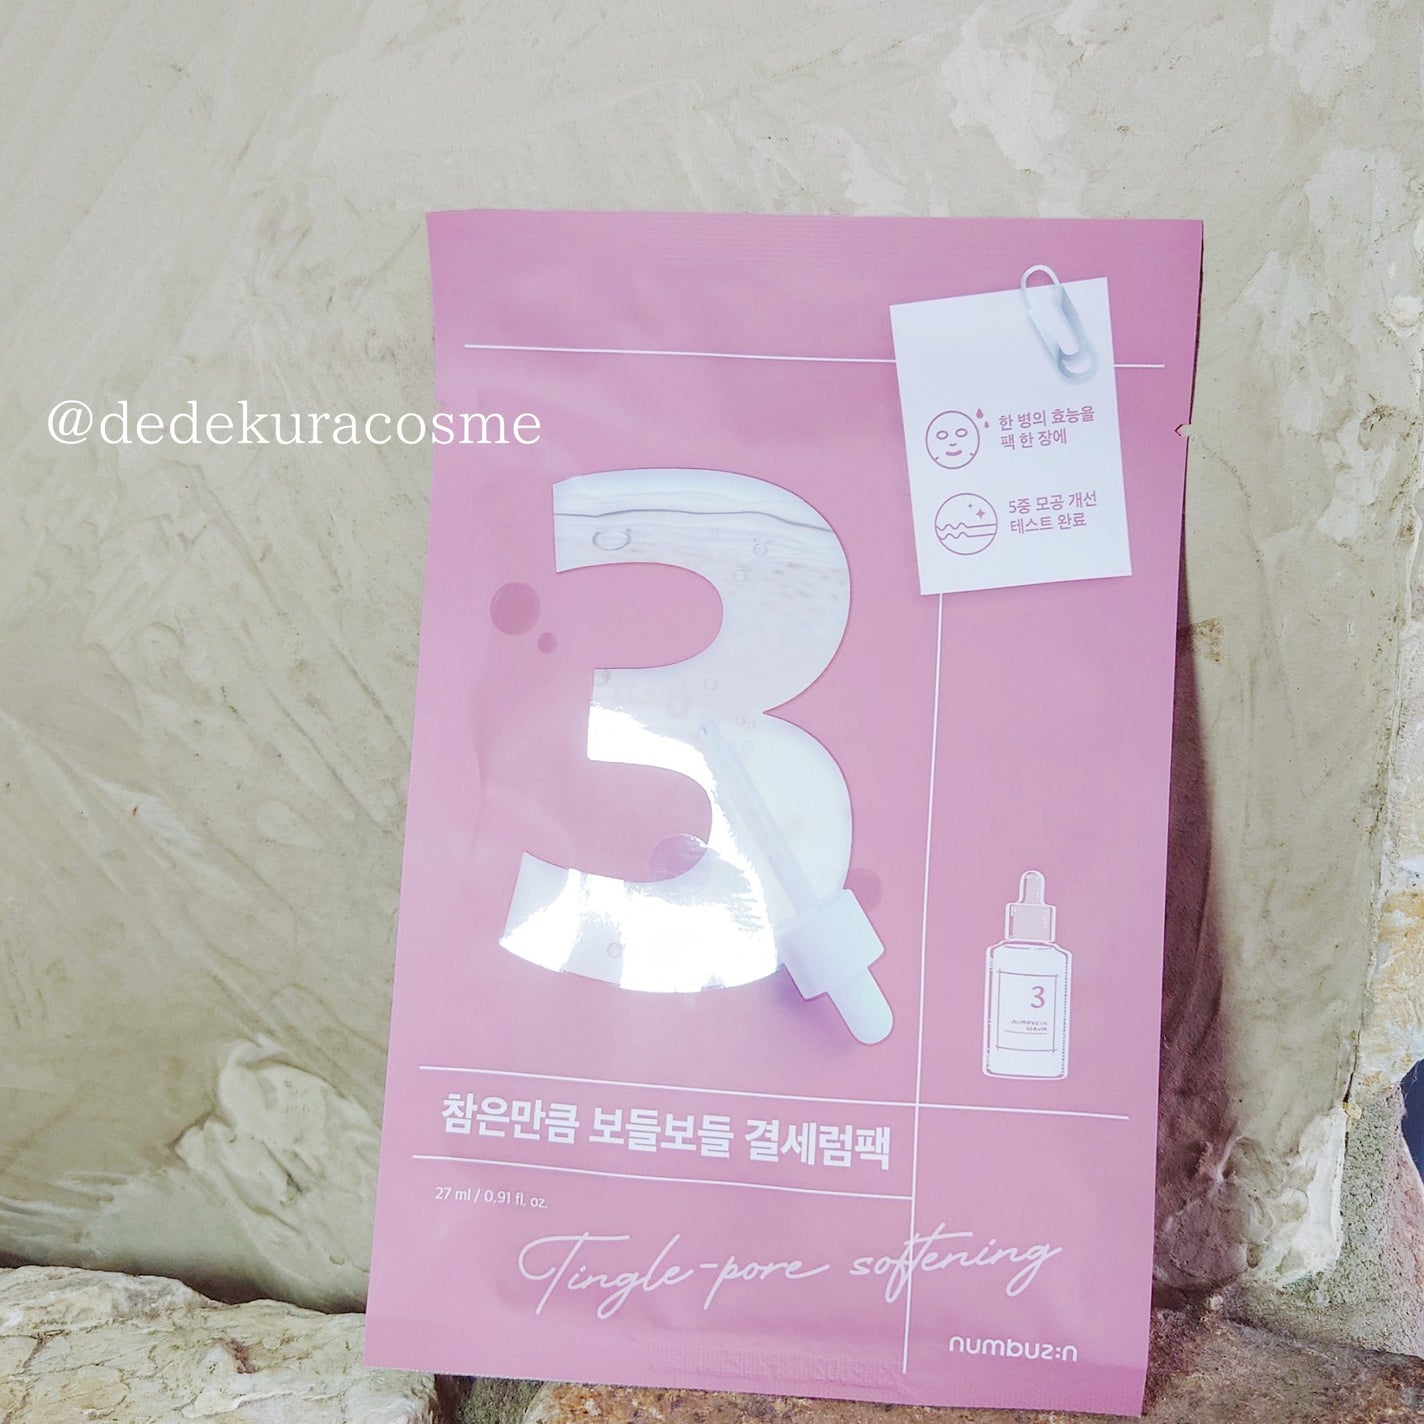 @dedekuracosme
한 병의 효능을
팩 한 장에
5중 모공 개선
테스트 완료
3
3
numbuz:n
serum
참은만큼 보들보들 결세럼팩
27 ml / 0.91 fl. oz.
Tingle-pore softening
numbuz:n